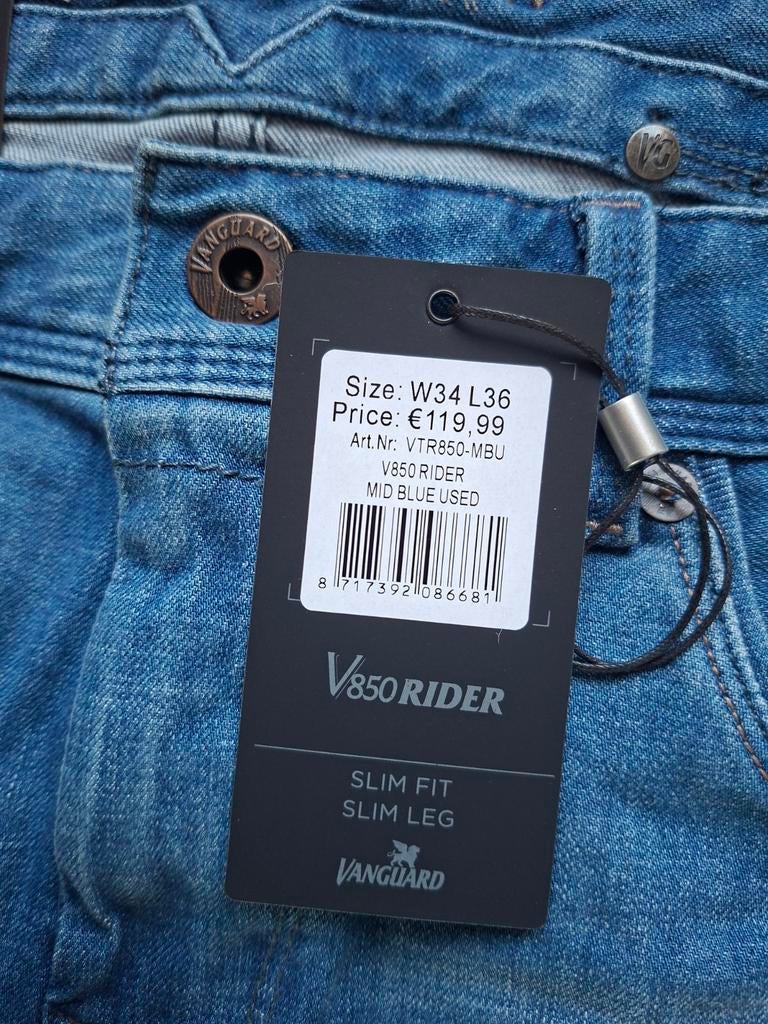 VG
VANGUARD
Size: W34 L36
Price: €119,99
Art.Nr: VTR850-MBU
V850 RIDER
MID BLUE USED
8 717392 086681
V850 RIDER
SLIM FIT
SLIM LEG
VANGUARD